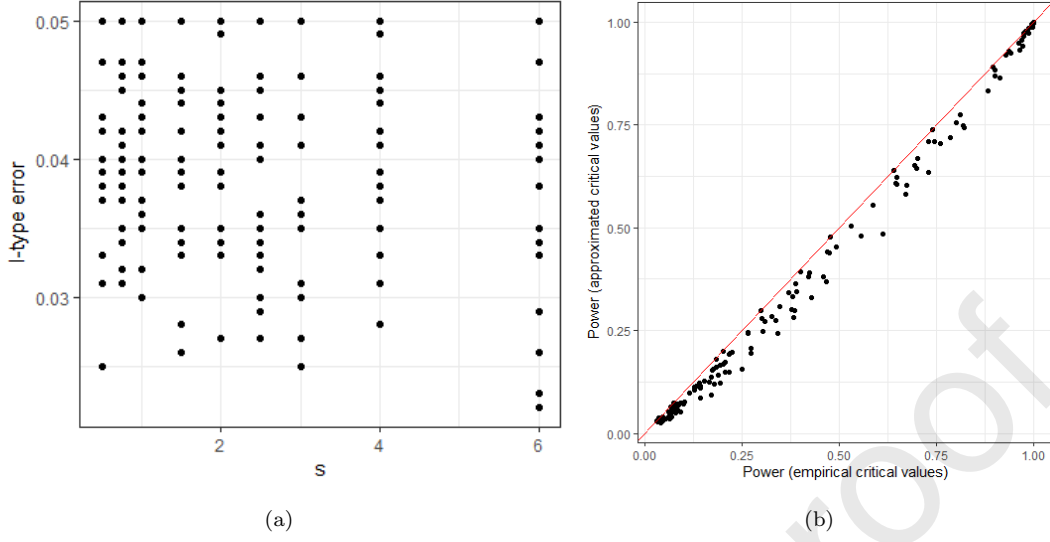 0.05
0.04
0.03
I-type error
2
4
6
s
(a)
1.00
0.75
0.50
0.25
0.00
Power (approximated critical values)
0.00
0.25
0.50
0.75
1.00
Power (empirical critical values)
(b)
roof